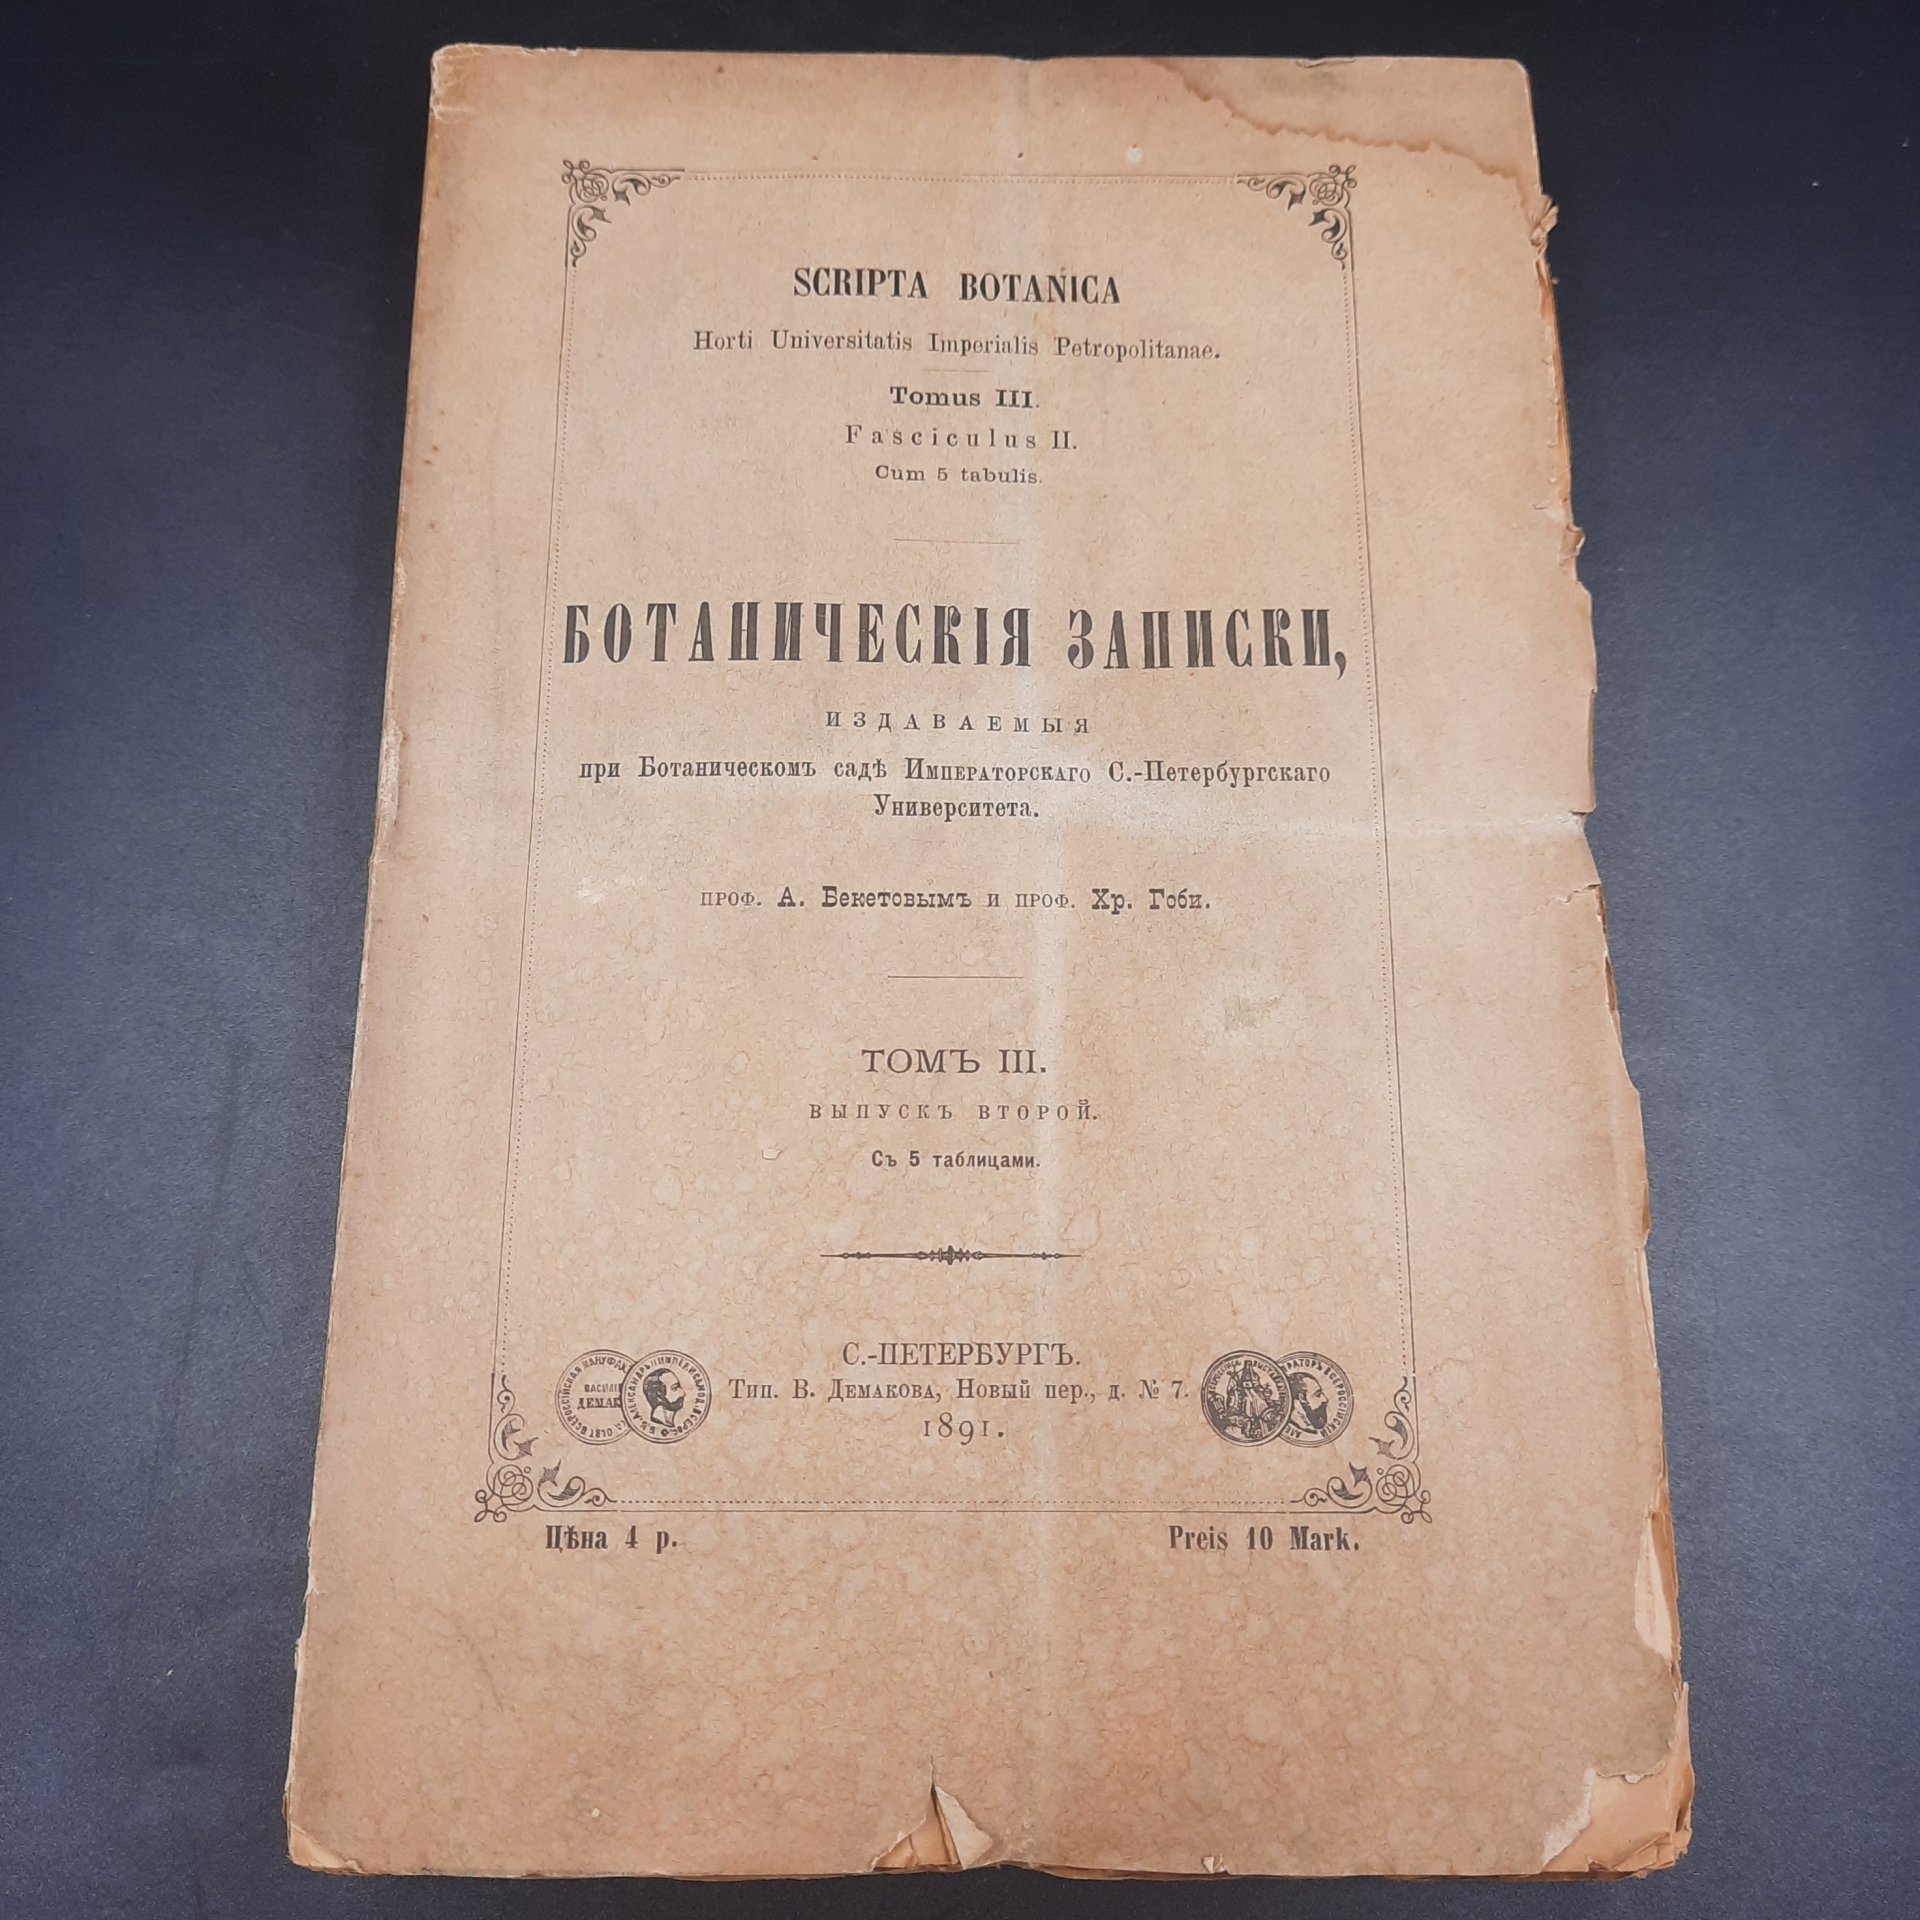 SCRIPTA BOTANICA
Horti Universitatis Imperialis Petropolitanae.
Tomus III.
Fasciculus II.
Cum 5 tabulis.
БОТАНИЧЕСКІЯ ЗАПИСКИ,
ИЗДАВАЕМЫЯ
при Ботаническомъ садѣ Императорскаго С.-Петербургскаго
Университета.
ПРОФ. А. Бекетовымъ И ПРОФ. Хр. Гоби.
ТОМЪ III.
ВЫПУСКЪ ВТОРОЙ.
Съ 5 таблицами.
С.-ПЕТЕРБУРГЪ.
Тип. В. Демакова, Новый пер., д. № 7.
1891.
ВАСИЛІ
ДЕМАК
Цѣна 4 р.
Preis 10 Mark.